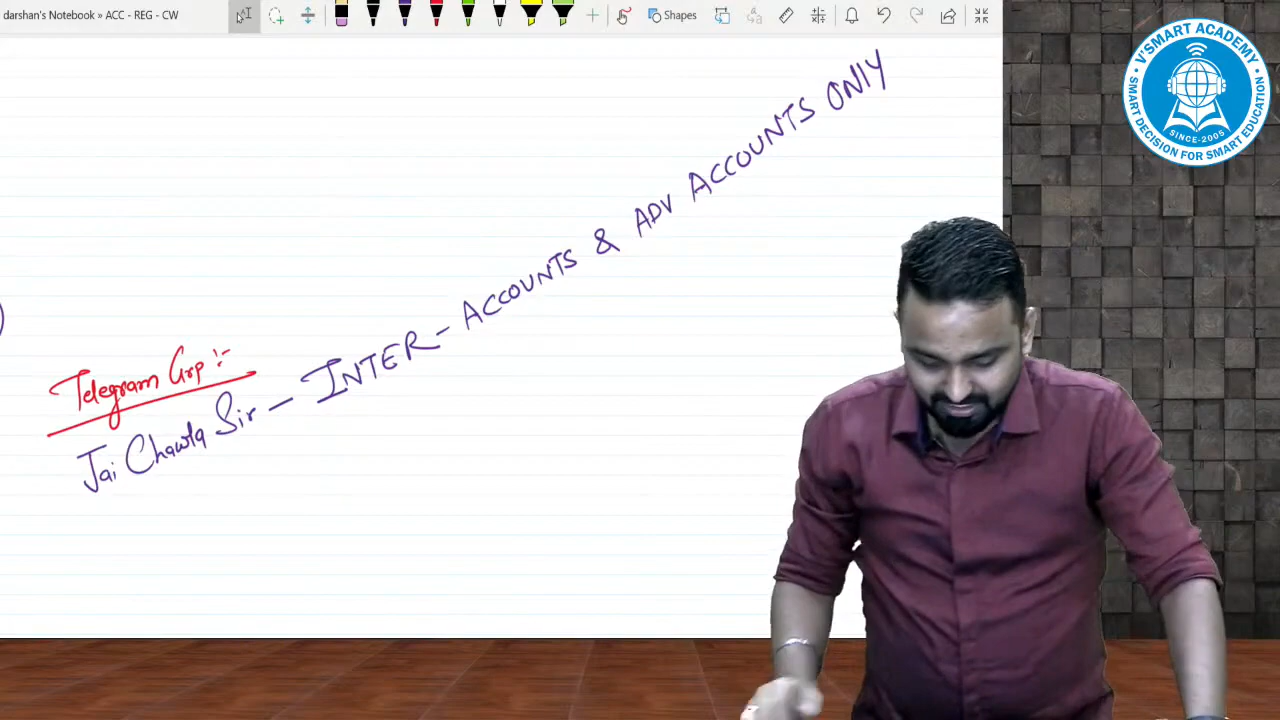 darshan's Notebook » ACC - REG - CW
Shapes
V'SMART ACADEMY
SINCE-2005
SMART DECISION FOR SMART EDUCATION
Telegram Grp :-
Jai Chawla Sir - INTER - ACCOUNTS & ADV ACCOUNTS ONLY